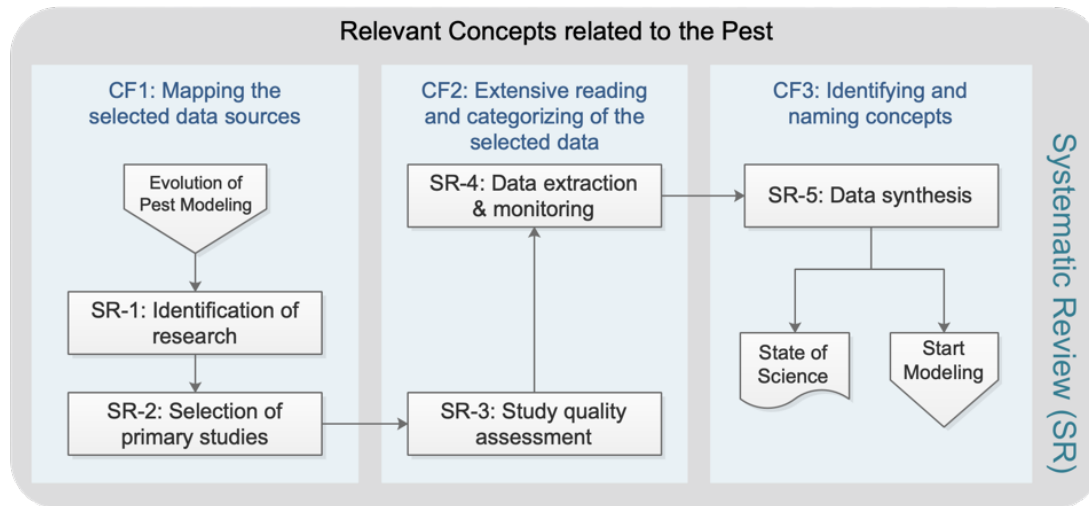 Relevant Concepts related to the Pest
CF1: Mapping the
selected data sources
Evolution of
Pest Modeling
SR-1: Identification of
research
SR-2: Selection of
primary studies
CF2: Extensive reading
and categorizing of the
selected data
SR-4: Data extraction
& monitoring
SR-3: Study quality
assessment
CF3: Identifying and
naming concepts
SR-5: Data synthesis
State of
Science
Start
Modeling
Systematic Review (SR)